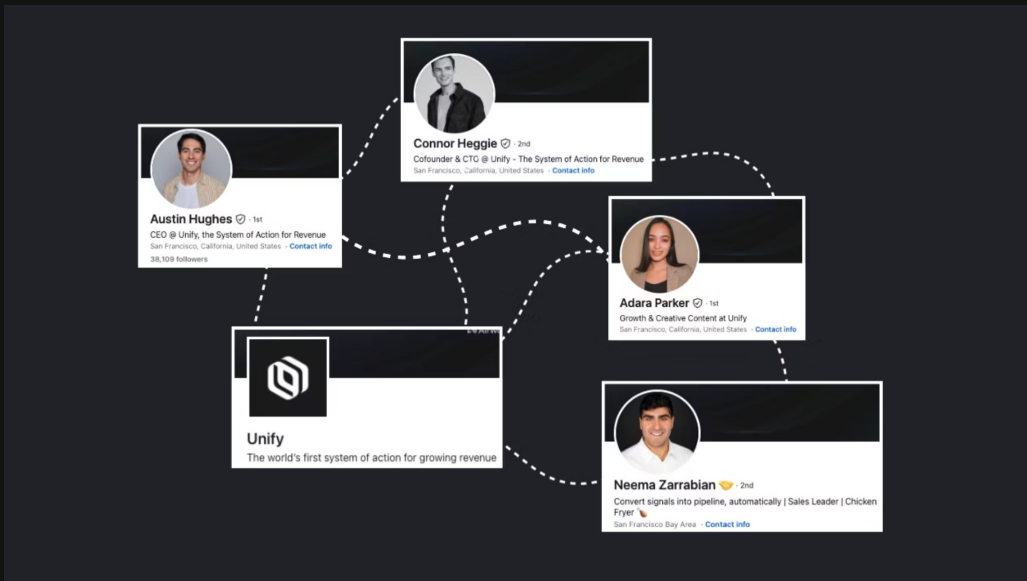 Connor Heggie · 2nd
Cofounder & CTO @ Unify - The System of Action for Revenue
San Francisco, California, United States · Contact info
Austin Hughes · 1st
CEO @ Unify, the System of Action for Revenue
San Francisco, California, United States · Contact info
38,109 followers
Adara Parker · 1st
Growth & Creative Content at Unify
San Francisco, California, United States · Contact info
Unify
The world's first system of action for growing revenue
Neema Zarrabian 🤝 · 2nd
Convert signals into pipeline, automatically | Sales Leader | Chicken
Fryer 🍗
San Francisco Bay Area · Contact info